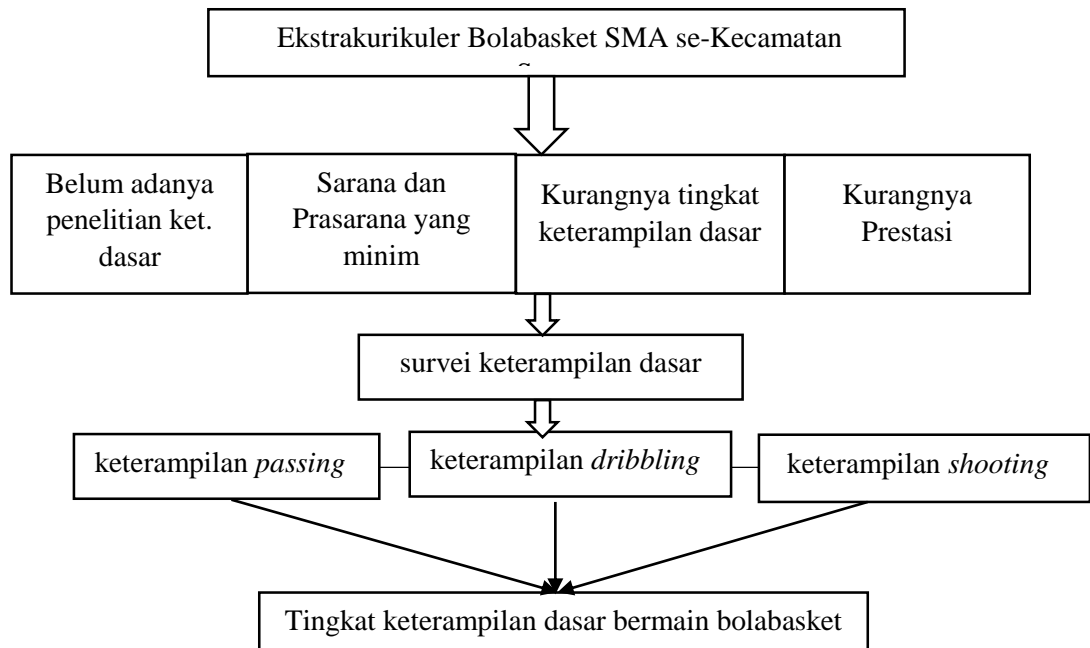 Ekstrakurikuler Bolabasket SMA se-Kecamatan
Belum adanya
penelitian ket.
dasar
Sarana dan
Prasarana yang
minim
Kurangnya tingkat
keterampilan dasar
Kurangnya
Prestasi
survei keterampilan dasar
keterampilan passing
keterampilan dribbling
keterampilan shooting
Tingkat keterampilan dasar bermain bolabasket